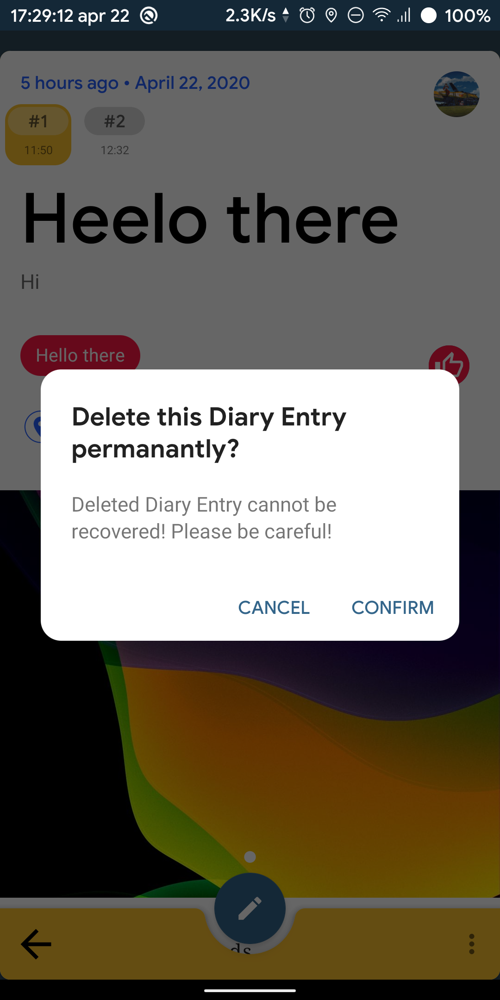 17:29:12 apr 22 2.3K/s 100%
5 hours ago • April 22, 2020
#1 #2
11:50 12:32
Heelo there
Hi
Hello there
Delete this Diary Entry
permanantly?
Deleted Diary Entry cannot be
recovered! Please be careful!
CANCEL CONFIRM
ds